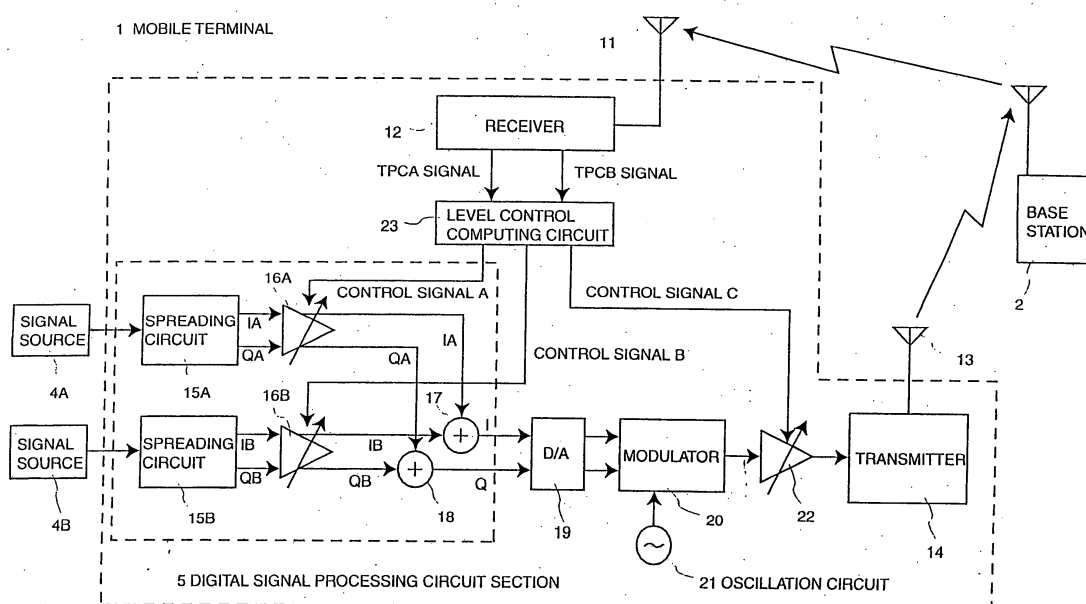 1 MOBILE TERMINAL
11
12
RECEIVER
TPCA SIGNAL
TPCB SIGNAL
23
LEVEL CONTROL
COMPUTING CIRCUIT
BASE
STATION
2
16A
CONTROL SIGNAL A
CONTROL SIGNAL C
SIGNAL
SOURCE
4A
SPREADING
CIRCUIT
15A
IA
QA
IA
QA
CONTROL SIGNAL B
13
16B
17
SIGNAL
SOURCE
4B
SPREADING
CIRCUIT
15B
IB
QB
IB
QB
+
+
18
I
Q
D/A
19
MODULATOR
20
22
TRANSMITTER
14
5 DIGITAL SIGNAL PROCESSING CIRCUIT SECTION
21 OSCILLATION CIRCUIT